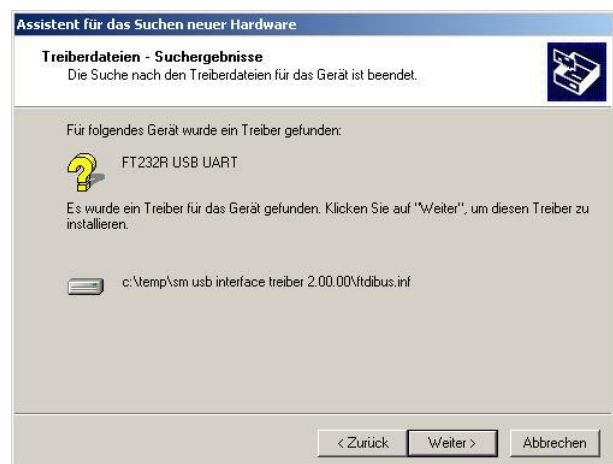 Assistent für das Suchen neuer Hardware
Treiberdateien - Suchergebnisse
Die Suche nach den Treiberdateien für das Gerät ist beendet.
Für folgendes Gerät wurde ein Treiber gefunden:
FT232R USB UART
Es wurde ein Treiber für das Gerät gefunden. Klicken Sie auf "Weiter", um diesen Treiber zu
installieren.
c:\temp\sm usb interface treiber 2.00.00\ftdibus.inf
< Zurück
Weiter >
Abbrechen